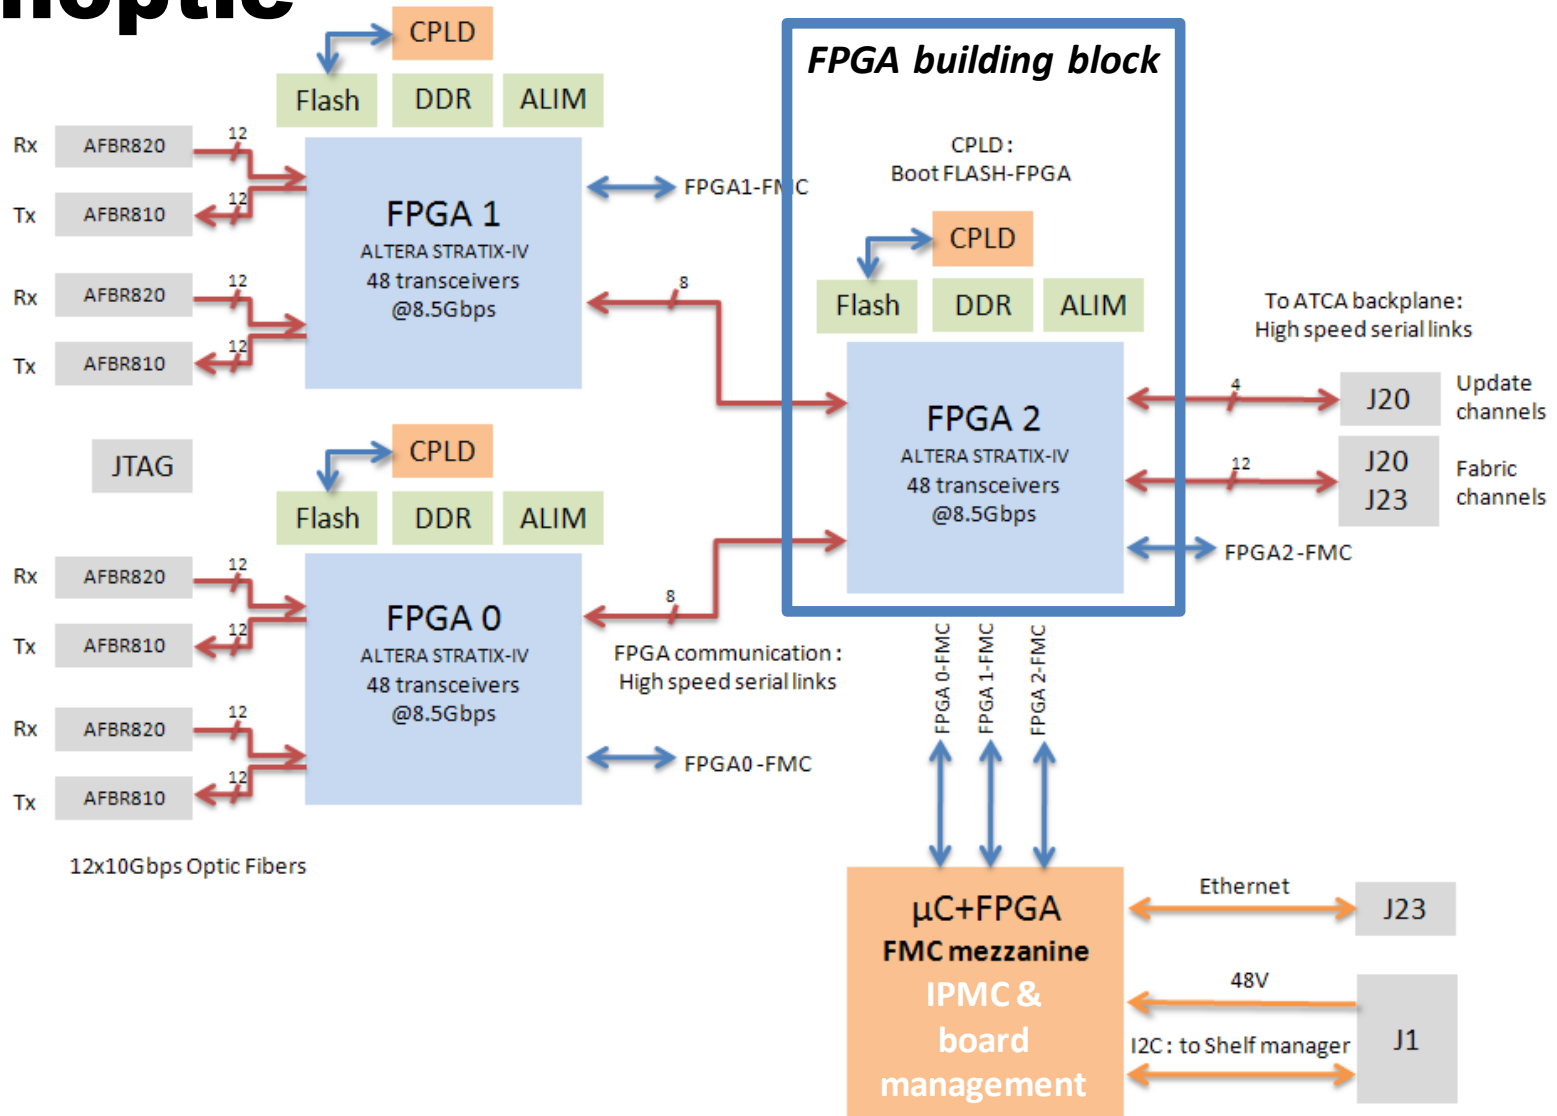 CPLD
Flash
DDR
ALIM
Rx
AFBR820
12
Tx
AFBR810
12
Rx
AFBR820
12
Tx
AFBR810
12
FPGA 1
ALTERA STRATIX-IV
48 transceivers
@8.5Gbps
FPGA1-FMC
8
FPGA building block
CPLD :
Boot FLASH-FPGA
CPLD
Flash
DDR
ALIM
FPGA 2
ALTERA STRATIX-IV
48 transceivers
@8.5Gbps
To ATCA backplane:
High speed serial links
4
J20
Update
channels
12
J20
J23
Fabric
channels
FPGA2-FMC
JTAG
CPLD
Flash
DDR
ALIM
Rx
AFBR820
12
Tx
AFBR810
12
Rx
AFBR820
12
Tx
AFBR810
12
FPGA 0
ALTERA STRATIX-IV
48 transceivers
@8.5Gbps
8
FPGA communication :
High speed serial links
FPGA0-FMC
12x10Gbps Optic Fibers
FPGA 0-FMC
FPGA 1-FMC
FPGA 2-FMC
µC+FPGA
FMC mezzanine
IPMC &
board
management
Ethernet
J23
48V
I2C : to Shelf manager
J1